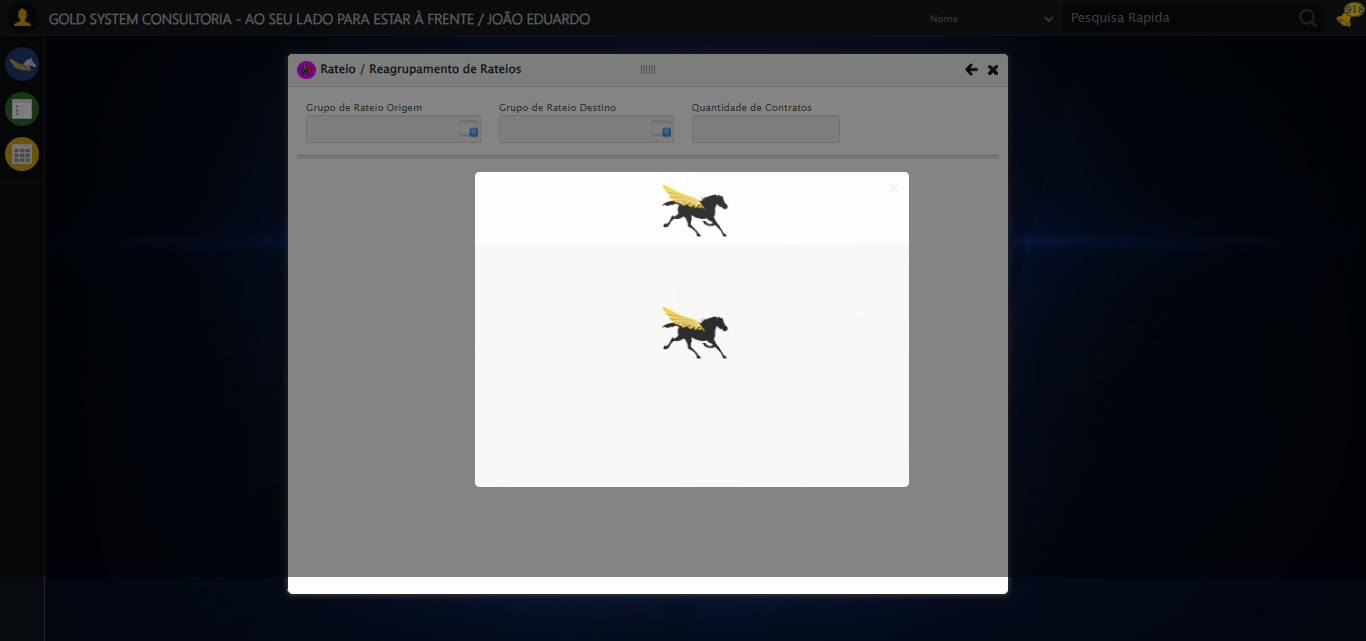 GOLD SYSTEM CONSULTORIA - AO SEU LADO PARA ESTAR À FRENTE / JOÃO EDUARDO
Nome
Pesquisa Rapida
918
Rateio / Reagrupamento de Rateios
Grupo de Rateio Origem
Grupo de Rateio Destino
Quantidade de Contratos